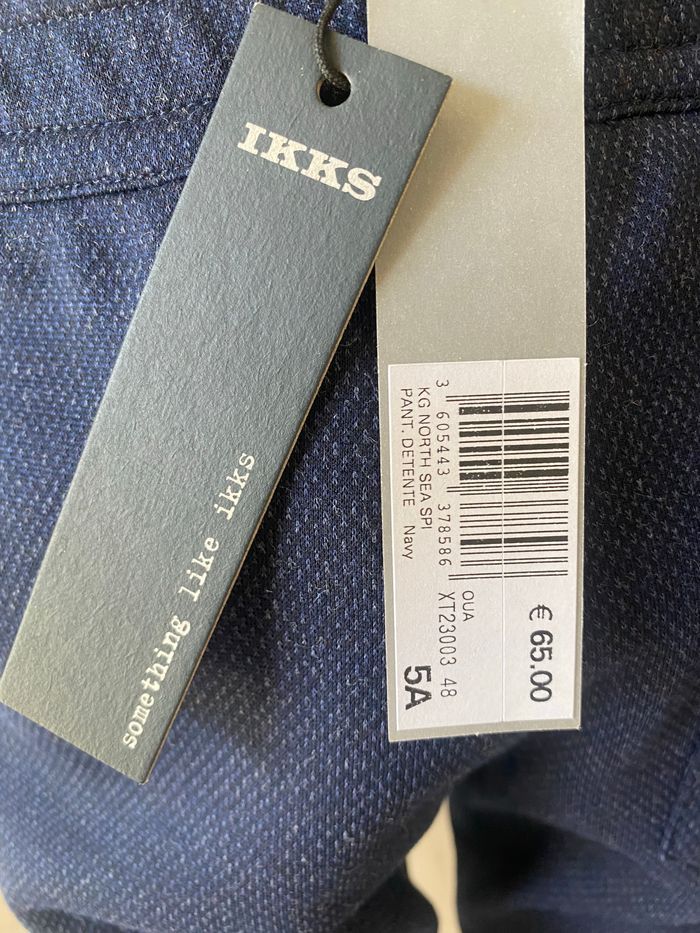 IKKS
something like ikks
3 605443 378586
KG NORTH SEA SPI
PANT. DETENTE Navy
OUA
XT23003 48
5A
€ 65.00